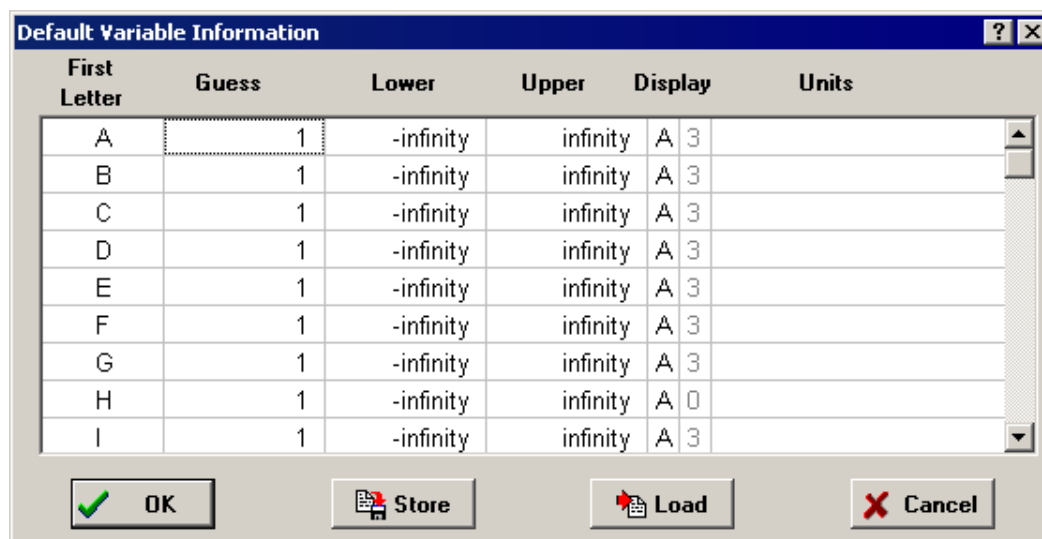 Default Variable Information
First Letter Guess Lower Upper Display Units
A 1 -infinity infinity A 3
B 1 -infinity infinity A 3
C 1 -infinity infinity A 3
D 1 -infinity infinity A 3
E 1 -infinity infinity A 3
F 1 -infinity infinity A 3
G 1 -infinity infinity A 3
H 1 -infinity infinity A 0
I 1 -infinity infinity A 3
OK Store Load Cancel